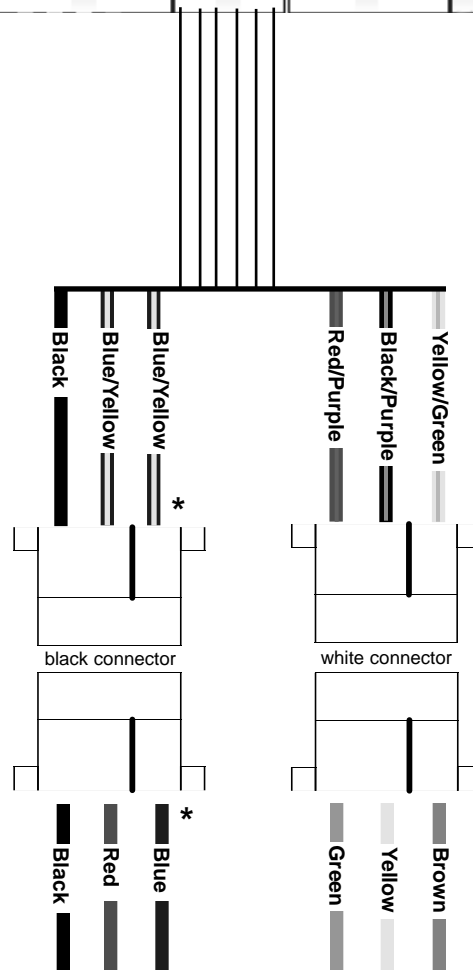 Black
Blue/Yellow
Blue/Yellow
*
Red/Purple
Black/Purple
Yellow/Green
black connector
white connector
*
Black
Red
Blue
Green
Yellow
Brown